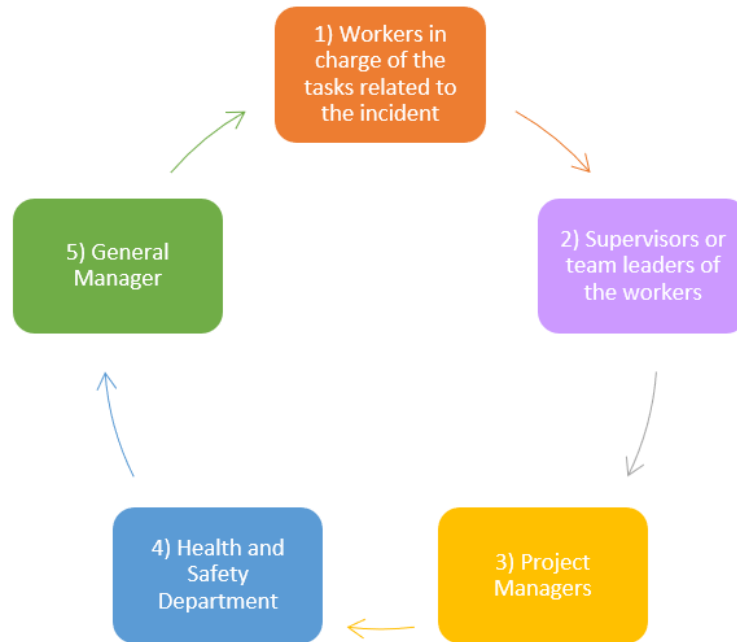 1) Workers in
charge of the
tasks related to
the incident
2) Supervisors or
team leaders of
the workers
3) Project
Managers
4) Health and
Safety
Department
5) General
Manager